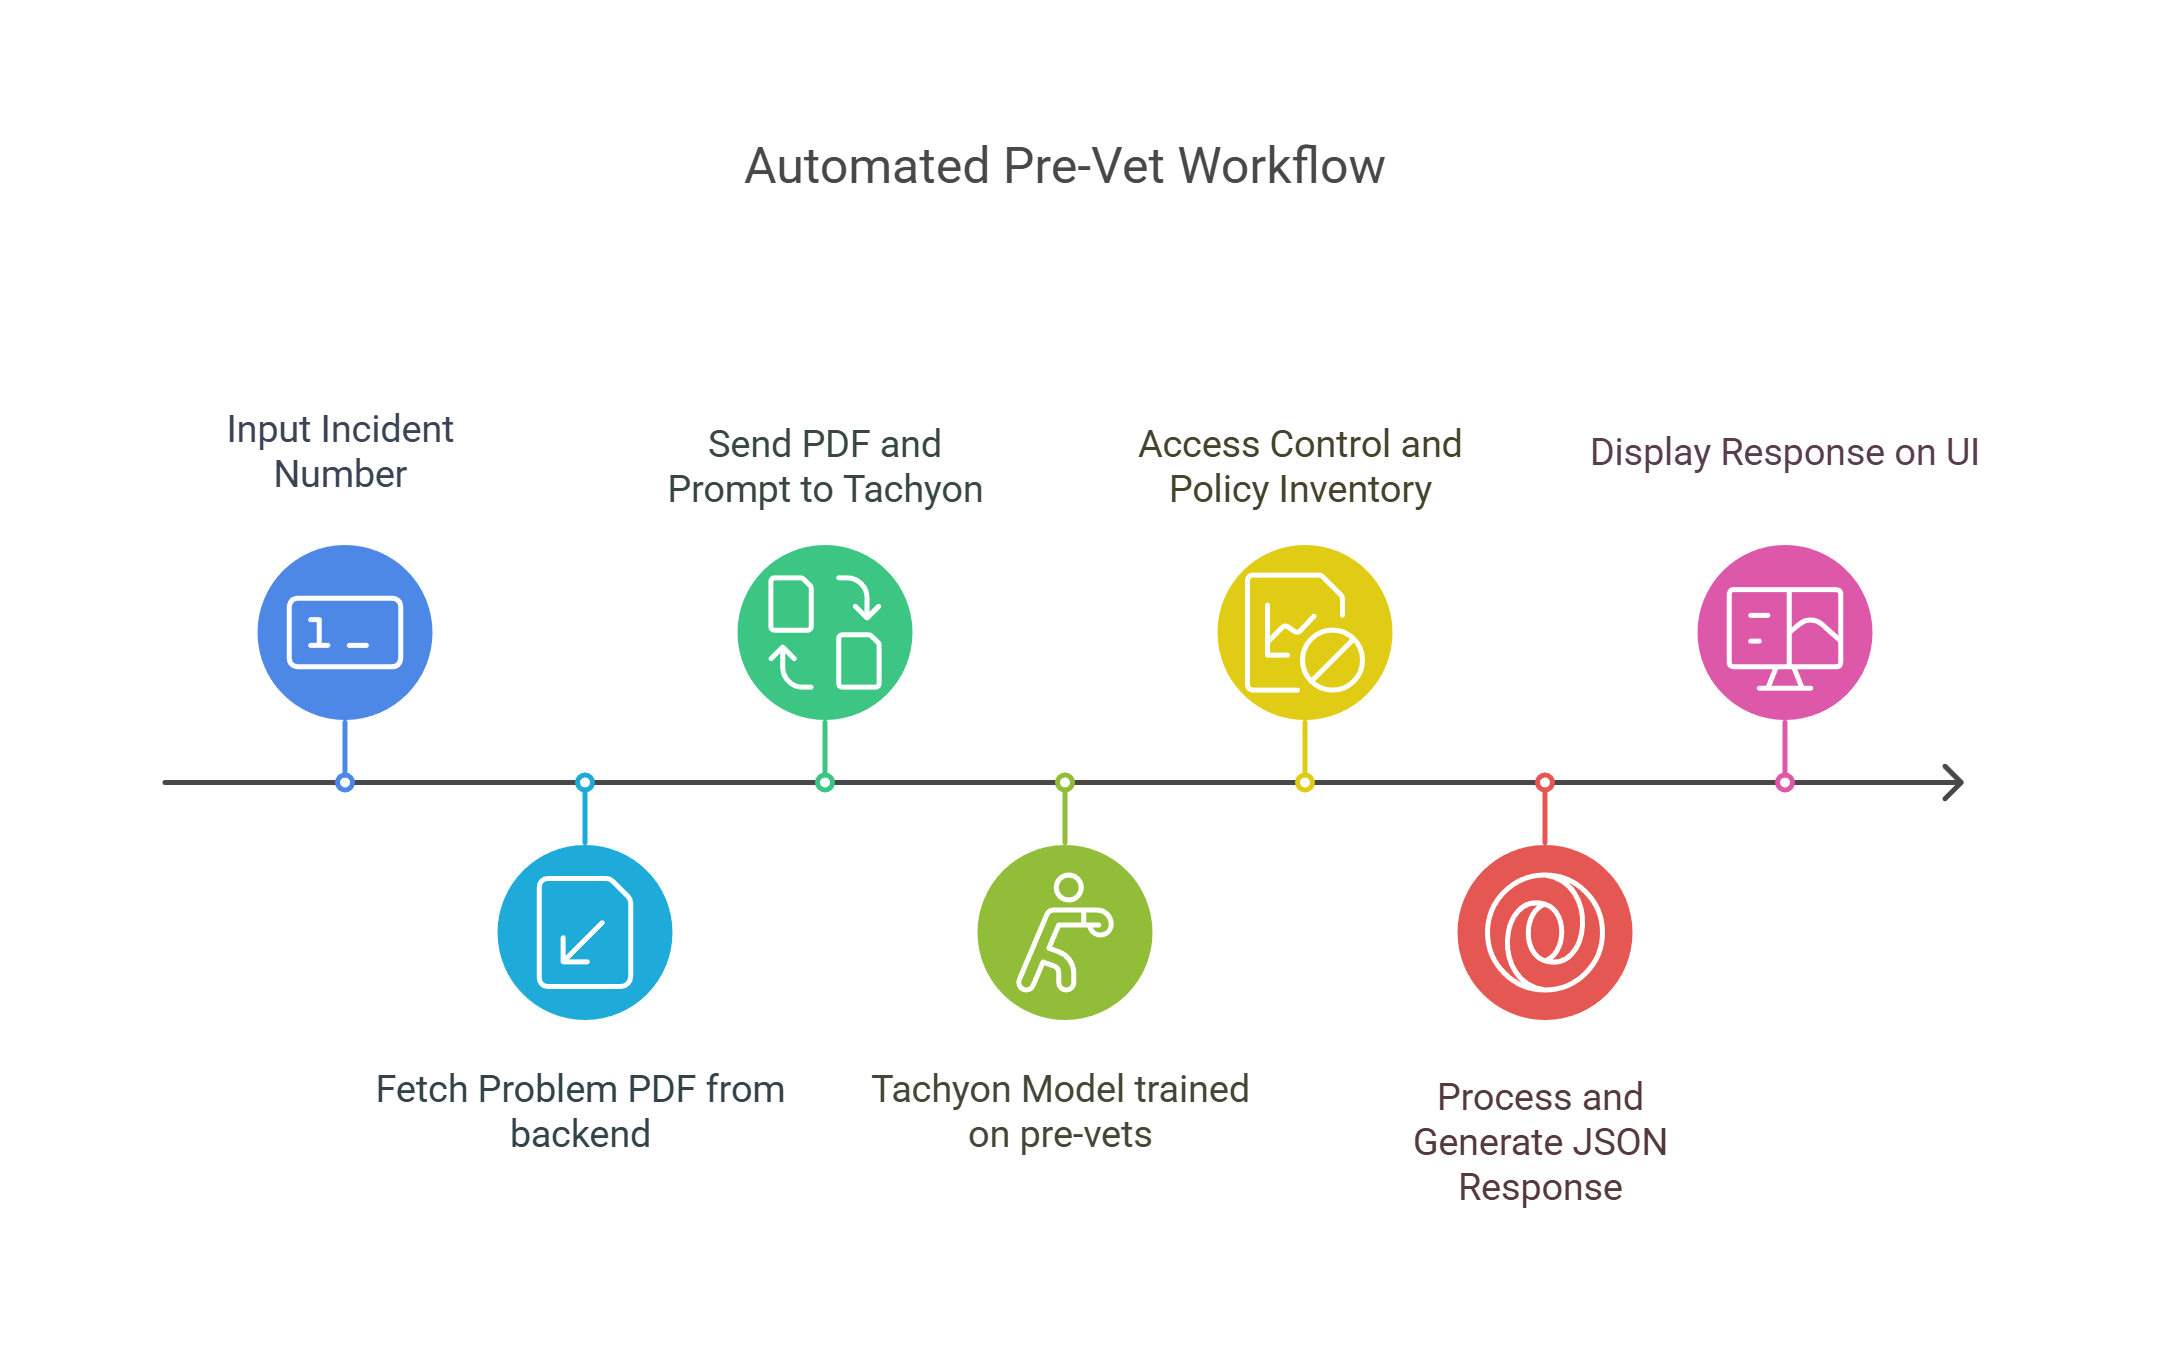 Automated Pre-Vet Workflow
Input Incident
Number
1 _
Fetch Problem PDF from
backend
Send PDF and
Prompt to Tachyon
Tachyon Model trained
on pre-vets
Access Control and
Policy Inventory
Process and
Generate JSON
Response
Display Response on UI